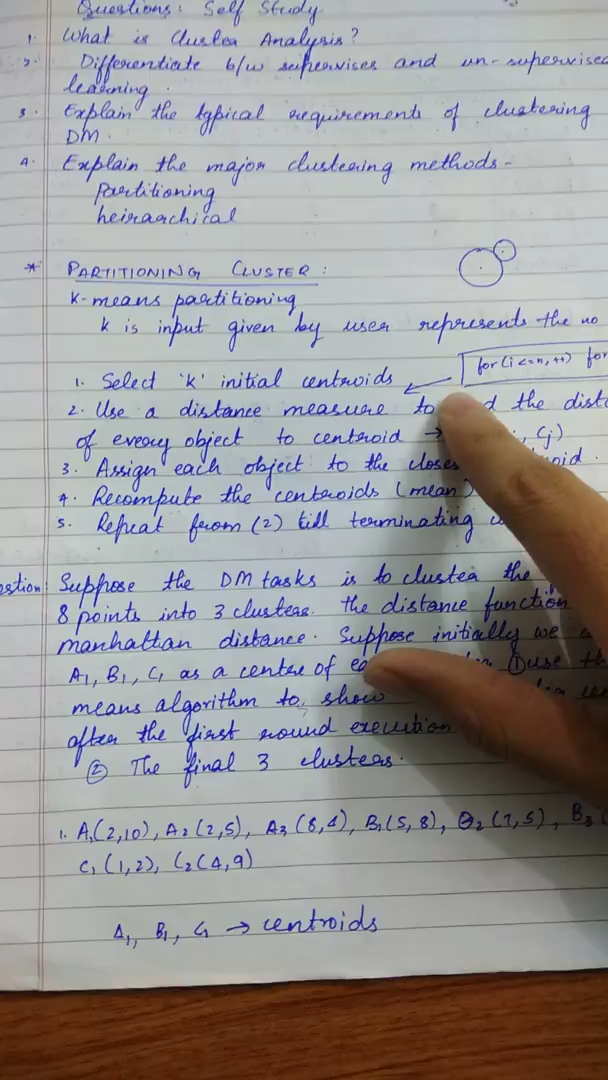 Questions: Self Study
1. What is Cluster Analysis?
2. Differentiate b/w supervises and un-supervised
learning.
3. Explain the typical requirements of clustering
DM.
4. Explain the major clustering methods-
Partitioning
heirarchical
* PARTITIONING CLUSTER:
K-means partitioning
k is input given by user represents the no
for(i<=n, ++) for
1. Select 'k' initial centroids
2. Use a distance measure to the
of every object to centroid → , Cj)
3. Assign each object to the
4. Recompute the centroids (mean)
5. Repeat from (2) till terminating
Suppose the DM tasks is to cluster the
8 points into 3 clusters. The distance function
manhattan distance. Suppose initially we
A1, B1, C1 as a centre of ① use
means algorithm to show
after the first round execution
② The final 3 clusters.
1. A1(2,10), A2(2,5), A3(8,4), B1(5,8), B2(7,5), B3(
C1(1,2), C2(4,9)
A1, B1, C1 → centroids